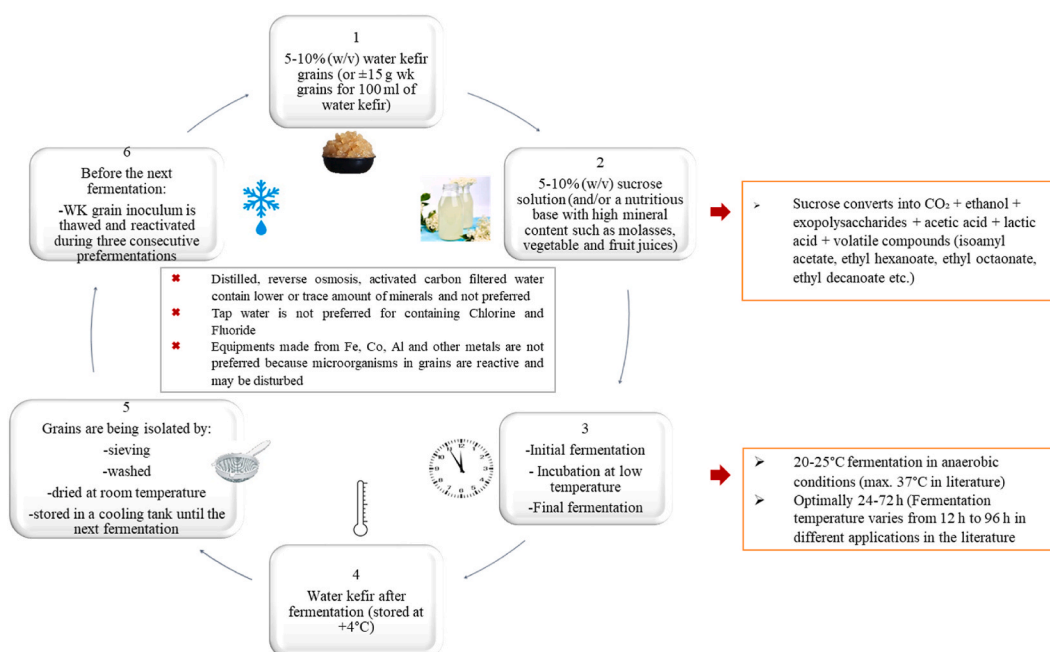 1
5-10% (w/v) water kefir
grains (or ±15 g wk
grains for 100 ml of
water kefir)
2
5-10% (w/v) sucrose
solution (and/or a nutritious
base with high mineral
content such as molasses,
vegetable and fruit juices)
➢ Sucrose converts into CO₂ + ethanol +
exopolysaccharides + acetic acid + lactic
acid + volatile compounds (isoamyl
acetate, ethyl hexanoate, ethyl octaonate,
ethyl decanoate etc.)
6
Before the next
fermentation:
-WK grain inoculum is
thawed and reactivated
during three consecutive
prefermentations
✖ Distilled, reverse osmosis, activated carbon filtered water
contain lower or trace amount of minerals and not preferred
✖ Tap water is not preferred for containing Chlorine and
Fluoride
✖ Equipments made from Fe, Co, Al and other metals are not
preferred because microorganisms in grains are reactive and
may be disturbed
3
-Initial fermentation
- Incubation at low
temperature
-Final fermentation
➢ 20-25°C fermentation in anaerobic
conditions (max. 37°C in literature)
➢ Optimally 24-72 h (Fermentation
temperature varies from 12 h to 96 h in
different applications in the literature
5
Grains are being isolated by:
-sieving
-washed
-dried at room temperature
-stored in a cooling tank until the
next fermentation
4
Water kefir after
fermentation (stored at
+4°C)